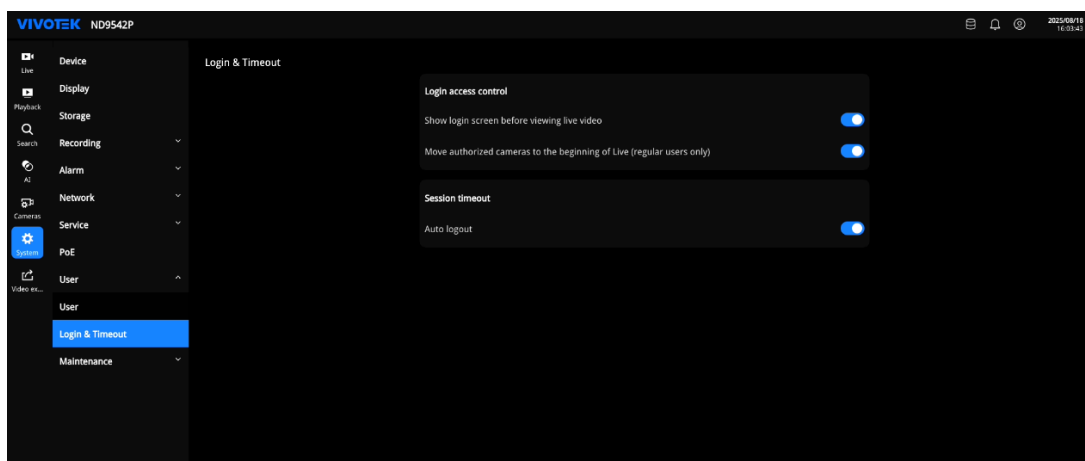 VIVOTEK ND9542P
2025/08/18
16:03:43
Live
Playback
Search
AI
Cameras
System
Video ex...
Device
Display
Storage
Recording
Alarm
Network
Service
PoE
User
User
Login & Timeout
Maintenance
Login & Timeout
Login access control
Show login screen before viewing live video
Move authorized cameras to the beginning of Live (regular users only)
Session timeout
Auto logout